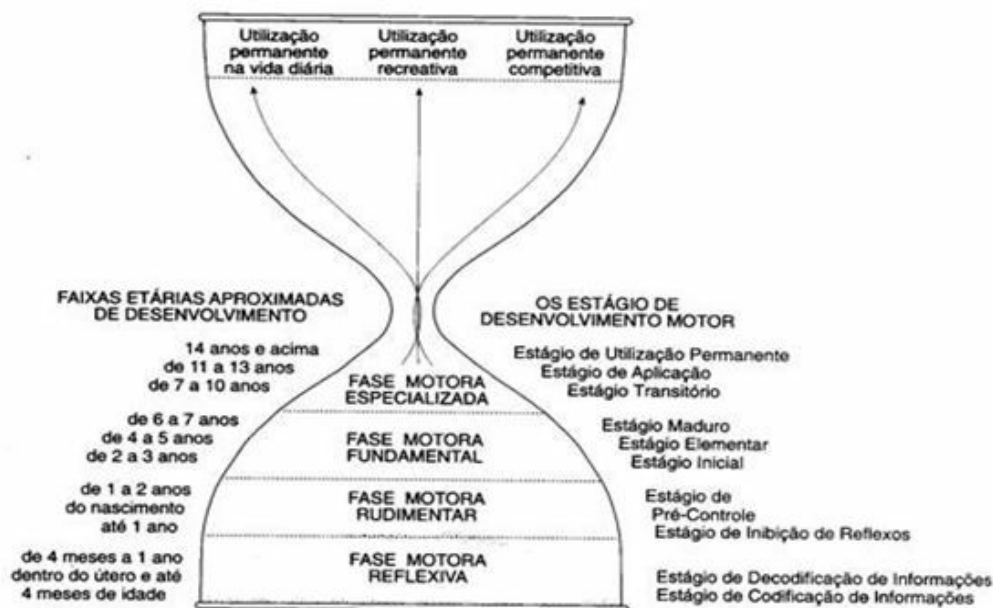 Utilização
permanente
na vida diária
Utilização
permanente
recreativa
Utilização
permanente
competitiva
FAIXAS ETÁRIAS APROXIMADAS
DE DESENVOLVIMENTO
14 anos e acima
de 11 a 13 anos
de 7 a 10 anos
de 6 a 7 anos
de 4 a 5 anos
de 2 a 3 anos
de 1 a 2 anos
do nascimento
até 1 ano
de 4 meses a 1 ano
dentro do útero e até
4 meses de idade
FASE MOTORA
ESPECIALIZADA
FASE MOTORA
FUNDAMENTAL
FASE MOTORA
RUDIMENTAR
FASE MOTORA
REFLEXIVA
OS ESTÁGIO DE
DESENVOLVIMENTO MOTOR
Estágio de Utilização Permanente
Estágio de Aplicação
Estágio Transitório
Estágio Maduro
Estágio Elementar
Estágio Inicial
Estágio de
Pré-Controle
Estágio de Inibição de Reflexos
Estágio de Decodificação de Informações
Estágio de Codificação de Informações